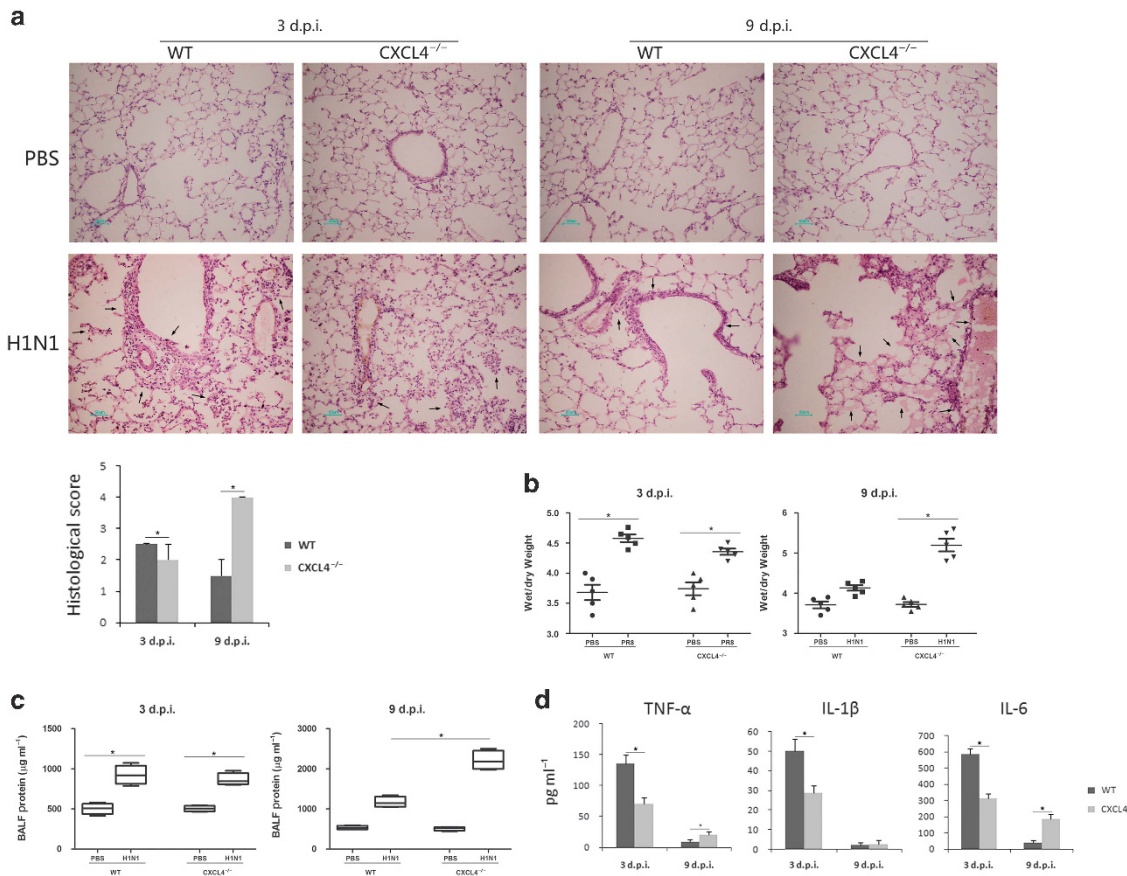 a
3 d.p.i.
9 d.p.i.
WT
CXCL4⁻/⁻
WT
CXCL4⁻/⁻
PBS
H1N1
Histological score
5
4
3
2
1
0
*
*
3 d.p.i.
9 d.p.i.
WT
CXCL4⁻/⁻
b
3 d.p.i.
9 d.p.i.
Wet/dry Weight
5.0
4.5
4.0
3.5
3.0
*
*
PBS
PR8
PBS
PR8
WT
CXCL4⁻/⁻
Wet/dry Weight
6
5
4
3
*
PBS
H1N1
PBS
H1N1
WT
CXCL4⁻/⁻
c
3 d.p.i.
9 d.p.i.
BALF protein (μg ml⁻¹)
1500
1000
500
0
*
*
PBS
H1N1
PBS
H1N1
WT
CXCL4⁻/⁻
BALF protein (μg ml⁻¹)
3000
2000
1000
0
*
PBS
H1N1
PBS
H1N1
WT
CXCL4⁻/⁻
d
TNF-α
IL-1β
IL-6
pg ml⁻¹
200
150
100
50
0
*
*
3 d.p.i.
9 d.p.i.
60
50
40
30
20
10
0
*
3 d.p.i.
9 d.p.i.
700
600
500
400
300
200
100
0
*
*
3 d.p.i.
9 d.p.i.
WT
CXCL4